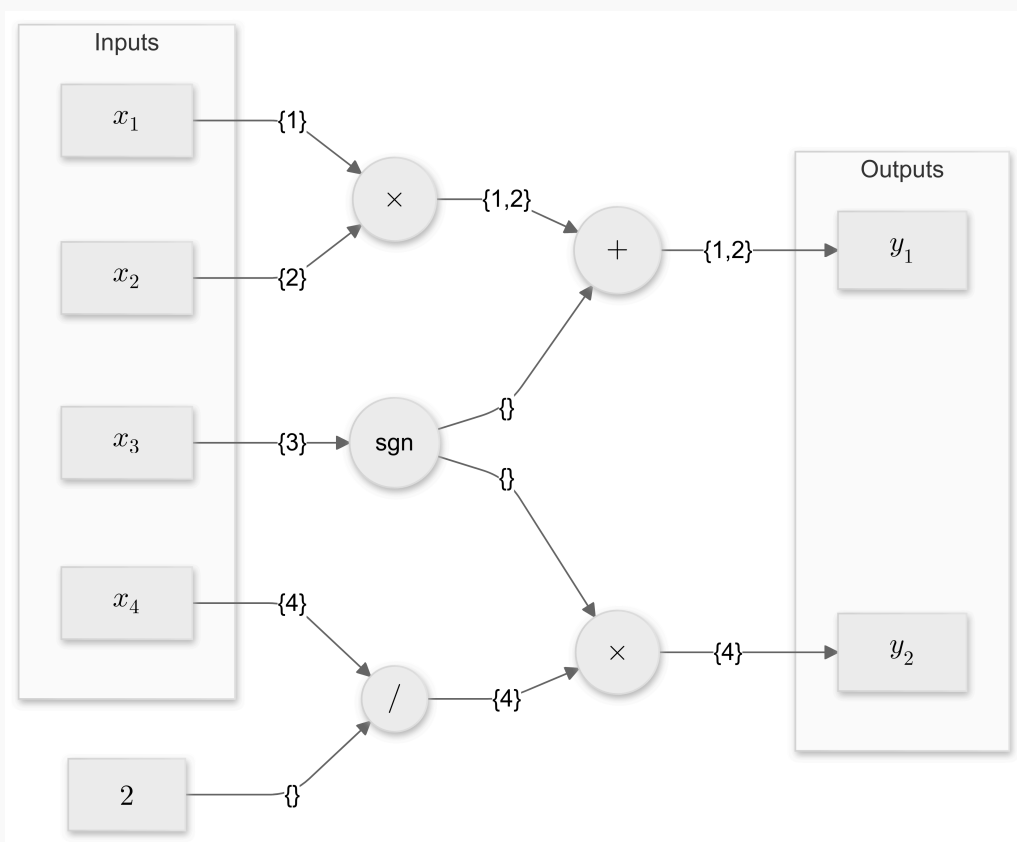 Inputs
x₁
{1}
×
{1,2}
Outputs
+
{1,2}
y₁
x₂
{2}
{}
x₃
{3}
sgn
{}
x₄
{4}
×
{4}
y₂
/
{4}
2
{}